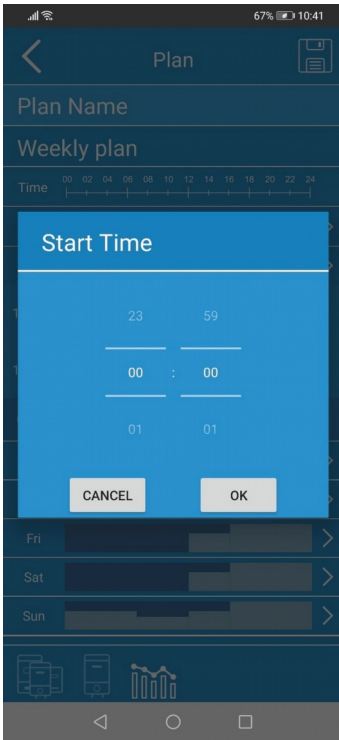 67% 10:41
Plan
Plan Name
Weekly plan
Time 00 02 04 06 08 10 12 14 16 18 20 22 24
Start Time
23 59
00 : 00
01 01
CANCEL OK
Fri
Sat
Sun